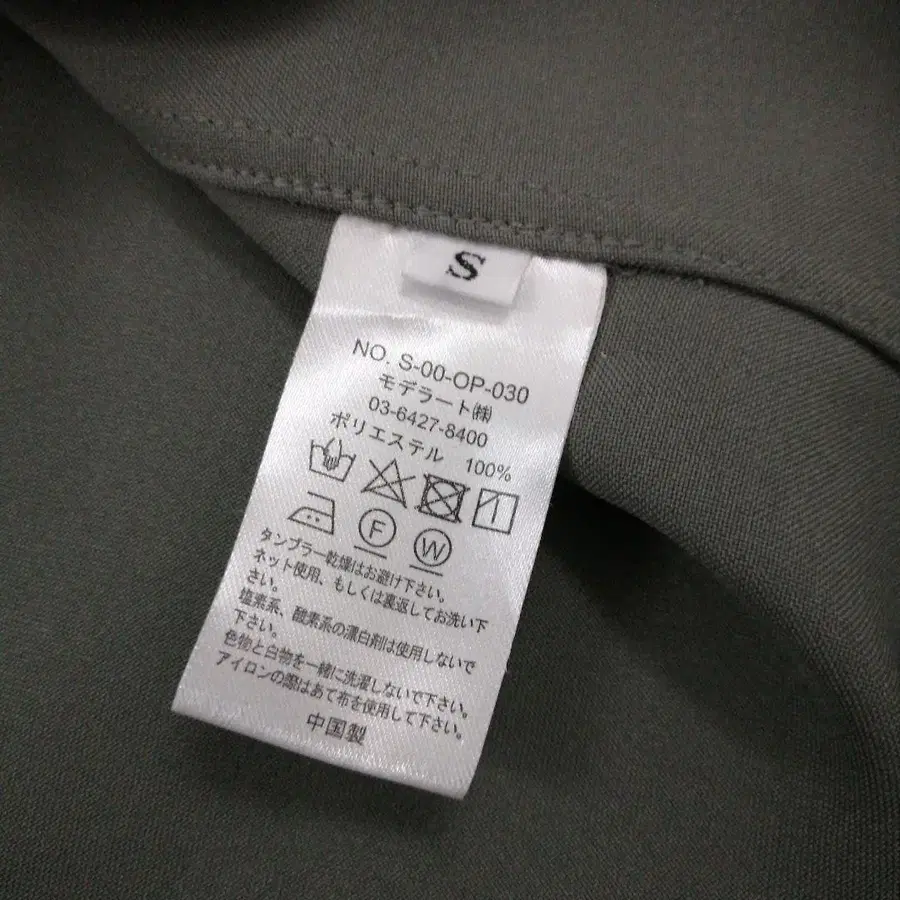 S
NO. S-00-OP-030
モデラート㈱
03-6427-8400
ポリエステル 100%
F W
タンブラー乾燥はお避け下さい。
ネット使用、もしくは裏返してお洗い下
さい。
塩素系、酸素系の漂白剤は使用しないで
下さい。
色物と白物を一緒に洗濯しないで下さい。
アイロンの際はあて布を使用して下さい。
中国製